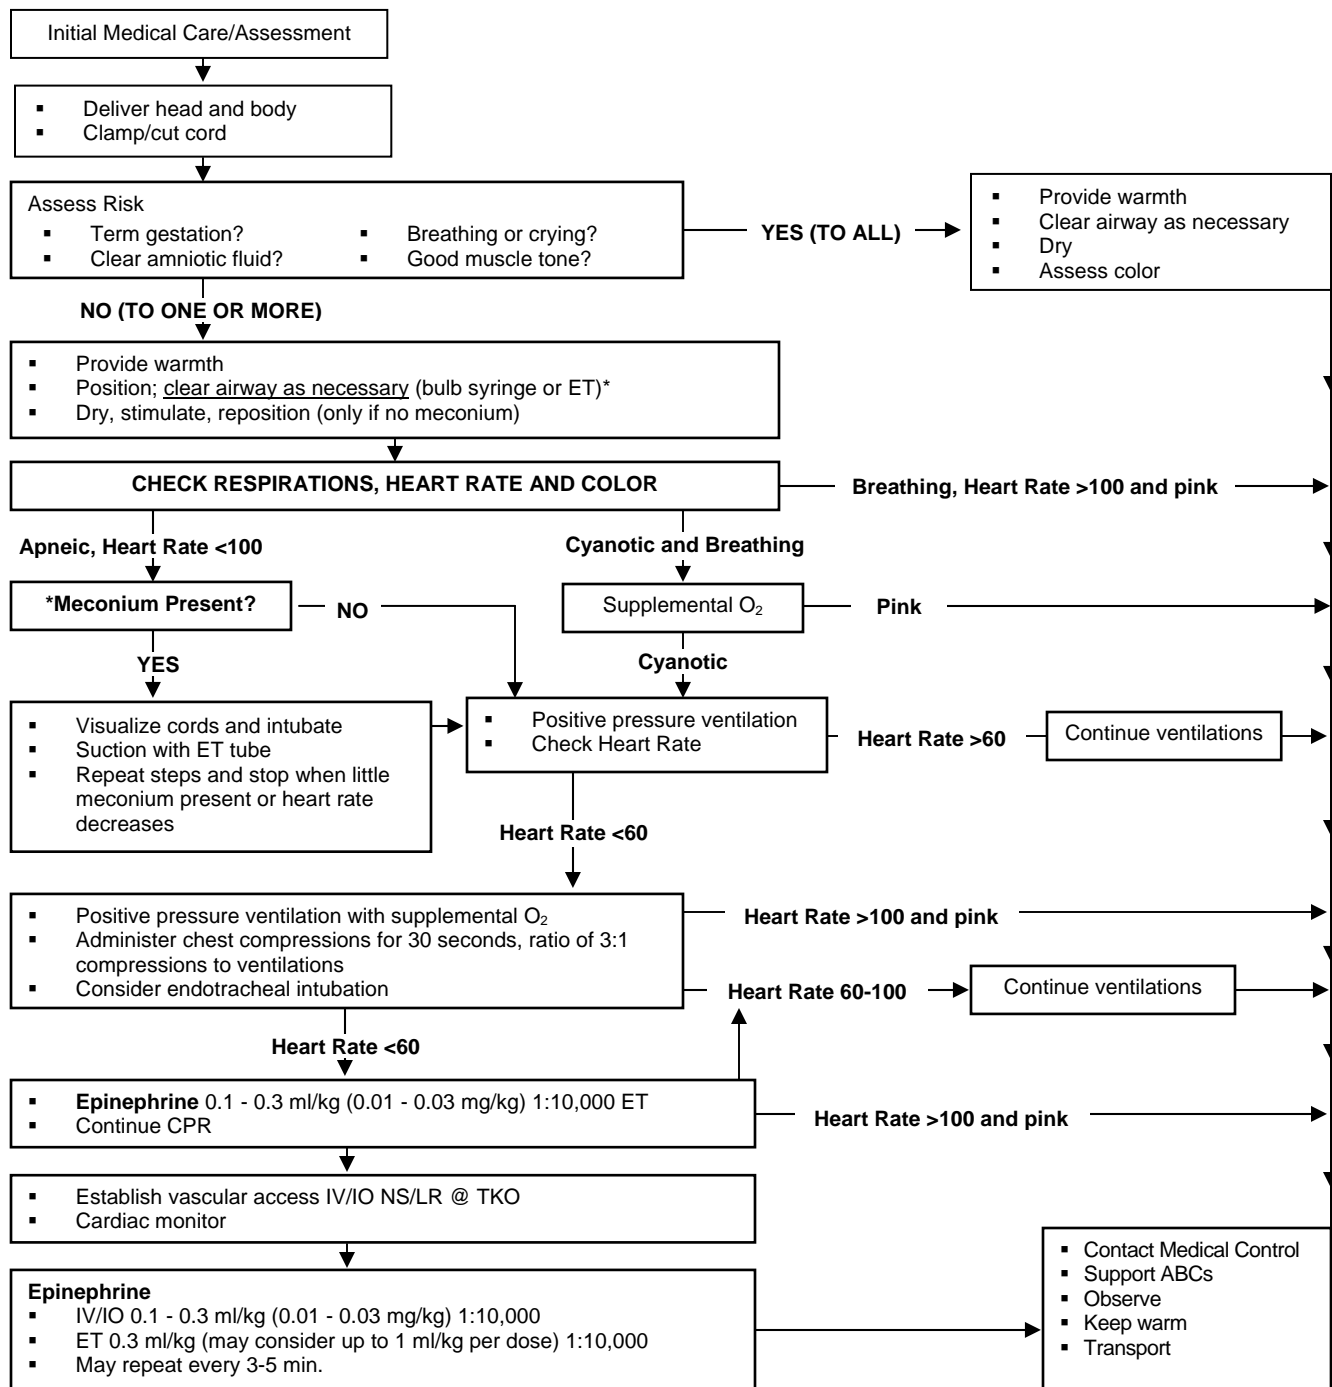 Initial Medical Care/Assessment
▪ Deliver head and body
▪ Clamp/cut cord
Assess Risk
▪ Term gestation? ▪ Breathing or crying?
▪ Clear amniotic fluid? ▪ Good muscle tone?
YES (TO ALL)
▪ Provide warmth
▪ Clear airway as necessary
▪ Dry
▪ Assess color
NO (TO ONE OR MORE)
▪ Provide warmth
▪ Position; clear airway as necessary (bulb syringe or ET)*
▪ Dry, stimulate, reposition (only if no meconium)
CHECK RESPIRATIONS, HEART RATE AND COLOR
Breathing, Heart Rate >100 and pink
Apneic, Heart Rate <100
Cyanotic and Breathing
*Meconium Present?
NO
Supplemental O₂
Pink
YES
Cyanotic
▪ Visualize cords and intubate
▪ Suction with ET tube
▪ Repeat steps and stop when little
meconium present or heart rate
decreases
▪ Positive pressure ventilation
▪ Check Heart Rate
Heart Rate >60
Continue ventilations
Heart Rate <60
▪ Positive pressure ventilation with supplemental O₂
▪ Administer chest compressions for 30 seconds, ratio of 3:1
compressions to ventilations
▪ Consider endotracheal intubation
Heart Rate >100 and pink
Heart Rate 60-100
Continue ventilations
Heart Rate <60
▪ Epinephrine 0.1 - 0.3 ml/kg (0.01 - 0.03 mg/kg) 1:10,000 ET
▪ Continue CPR
Heart Rate >100 and pink
▪ Establish vascular access IV/IO NS/LR @ TKO
▪ Cardiac monitor
Epinephrine
▪ IV/IO 0.1 - 0.3 ml/kg (0.01 - 0.03 mg/kg) 1:10,000
▪ ET 0.3 ml/kg (may consider up to 1 ml/kg per dose) 1:10,000
▪ May repeat every 3-5 min.
▪ Contact Medical Control
▪ Support ABCs
▪ Observe
▪ Keep warm
▪ Transport